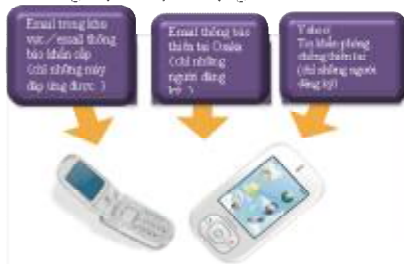 Email trong khu
vực／email thông
báo khẩn cấp
(chỉ những máy
đáp ứng được )
Email thông báo
thiên tai Osaka
(chỉ những
người đăng
ký )
Yahoo
Tin khẩn phòng
chống thiên tai
(chỉ những người
đăng ký)